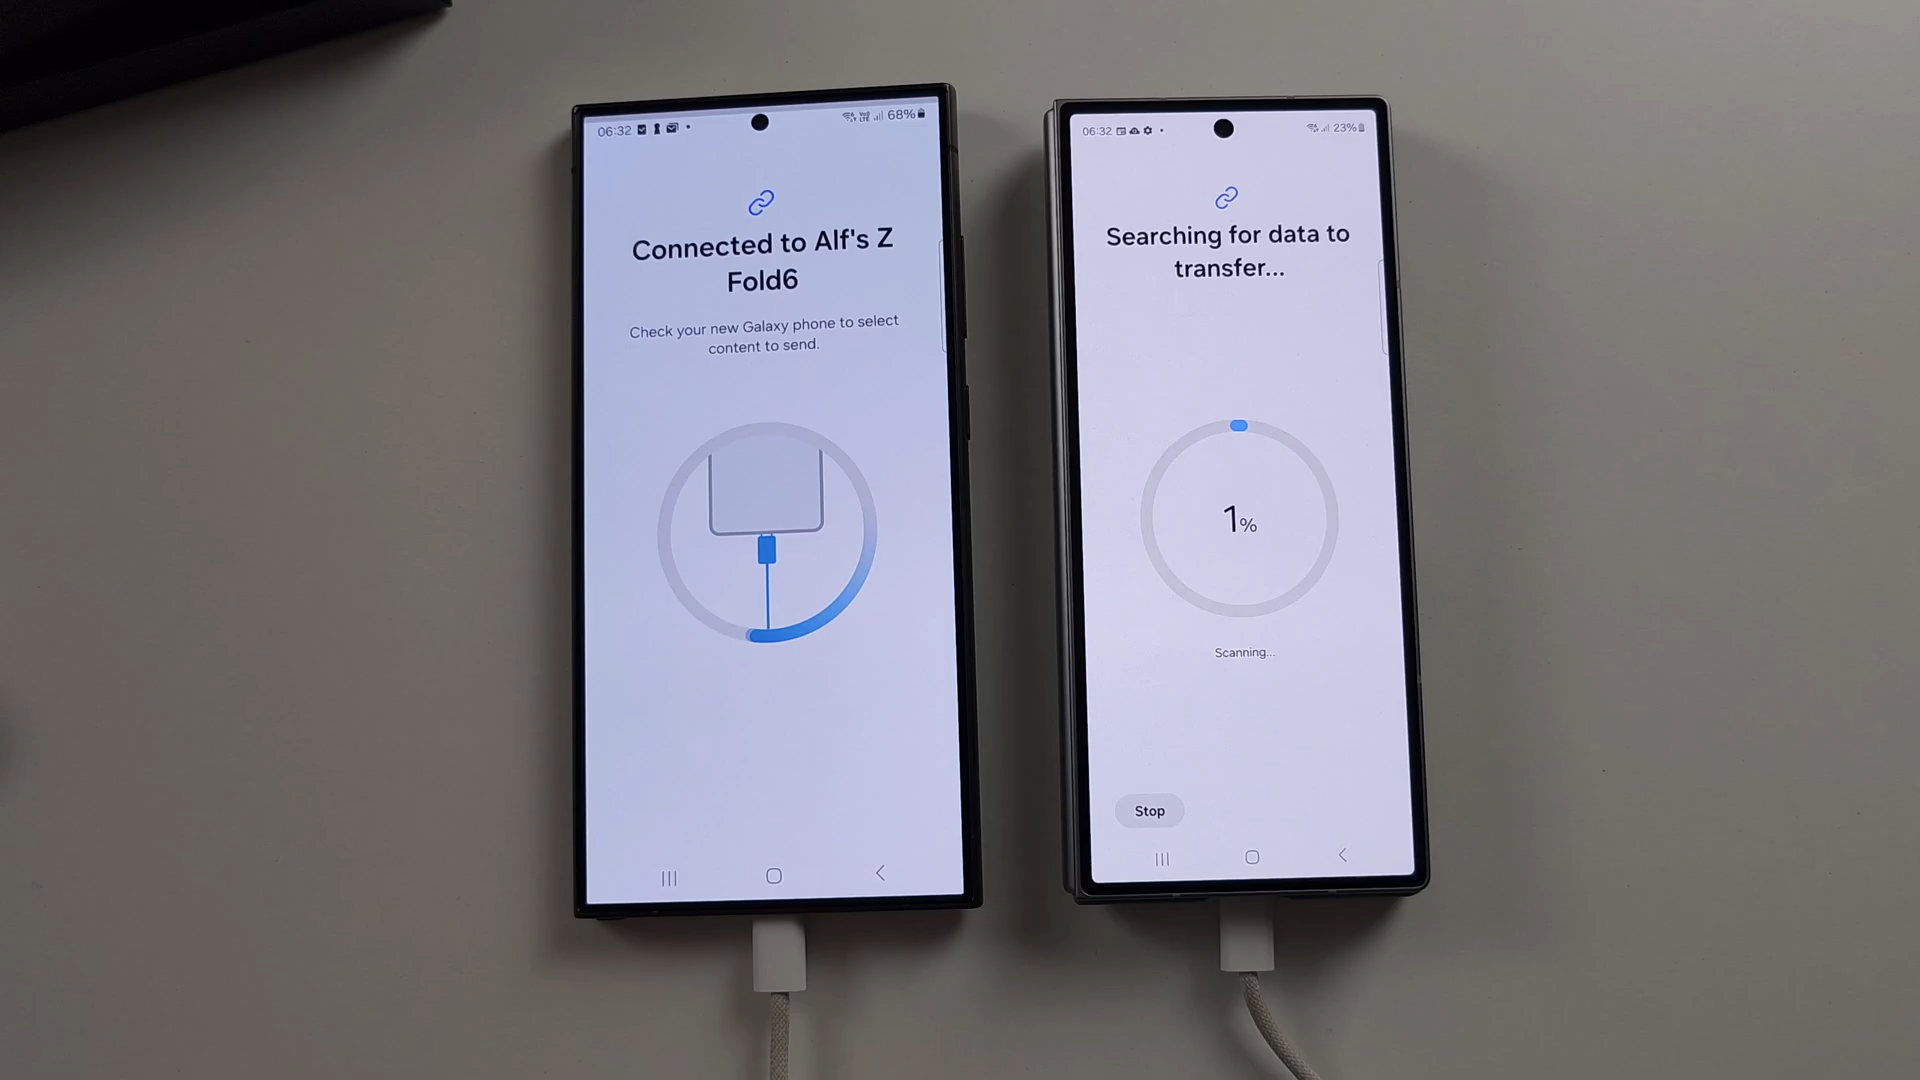 06:32
68%
Connected to Alf's Z
Fold6
Check your new Galaxy phone to select
content to send.
06:32
23%
Searching for data to
transfer...
1%
Scanning...
Stop